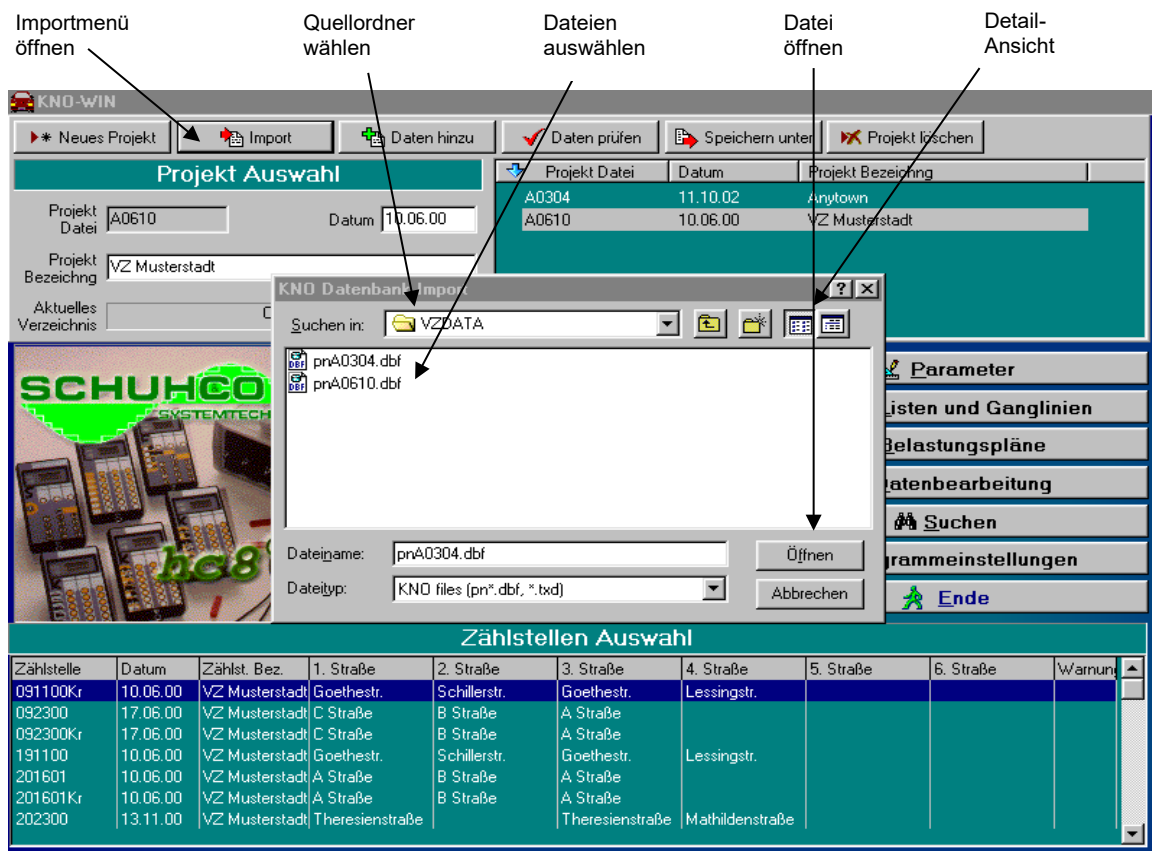 Importmenü öffnen
Quellordner wählen
Dateien auswählen
Datei öffnen
Detail-Ansicht
KNO-WIN
Neues Projekt Import Daten hinzu Daten prüfen Speichern unter Projekt löschen
Projekt Auswahl
Projekt Datei A0610 Datum 10.06.00
Projekt Bezeichng VZ Musterstadt
Aktuelles Verzeichnis
Projekt Datei Datum Projekt Bezeichng
A0304 11.10.02 Anytown
A0610 10.06.00 VZ Musterstadt
KNO Datenbank Import
Suchen in: VZDATA
pnA0304.dbf
pnA0610.dbf
Dateiname: pnA0304.dbf Öffnen
Dateityp: KNO files (pn*.dbf, *.txd) Abbrechen
SCHUHCO
SYSTEMTECH
hc8
Parameter
Listen und Ganglinien
Belastungspläne
atenbearbeitung
Suchen
grammeinstellungen
Ende
Zählstellen Auswahl
Zählstelle Datum Zählst. Bez. 1. Straße 2. Straße 3. Straße 4. Straße 5. Straße 6. Straße Warnung
091100Kr 10.06.00 VZ Musterstadt Goethestr. Schillerstr. Goethestr. Lessingstr.
092300 17.06.00 VZ Musterstadt C Straße B Straße A Straße
092300Kr 17.06.00 VZ Musterstadt C Straße B Straße A Straße
191100 10.06.00 VZ Musterstadt Goethestr. Schillerstr. Goethestr. Lessingstr.
201601 10.06.00 VZ Musterstadt A Straße B Straße A Straße
201601Kr 10.06.00 VZ Musterstadt A Straße B Straße A Straße
202300 13.11.00 VZ Musterstadt Theresienstraße Theresienstraße Mathildenstraße